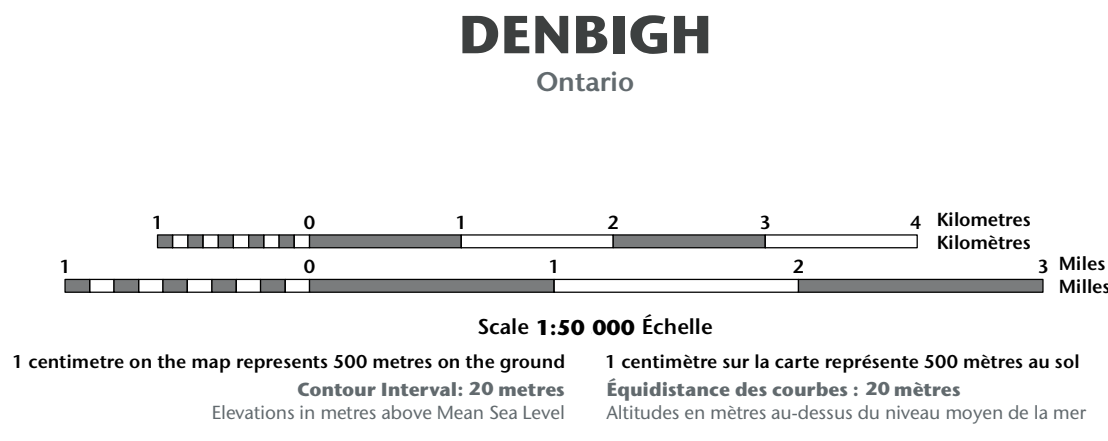 DENBIGH
Ontario
1 0 1 2 3 4 Kilometres
Kilomètres
1 0 1 2 3 Miles
Milles
Scale 1:50 000 Échelle
1 centimetre on the map represents 500 metres on the ground
1 centimètre sur la carte représente 500 mètres au sol
Contour Interval: 20 metres
Équidistance des courbes : 20 mètres
Elevations in metres above Mean Sea Level
Altitudes en mètres au-dessus du niveau moyen de la mer